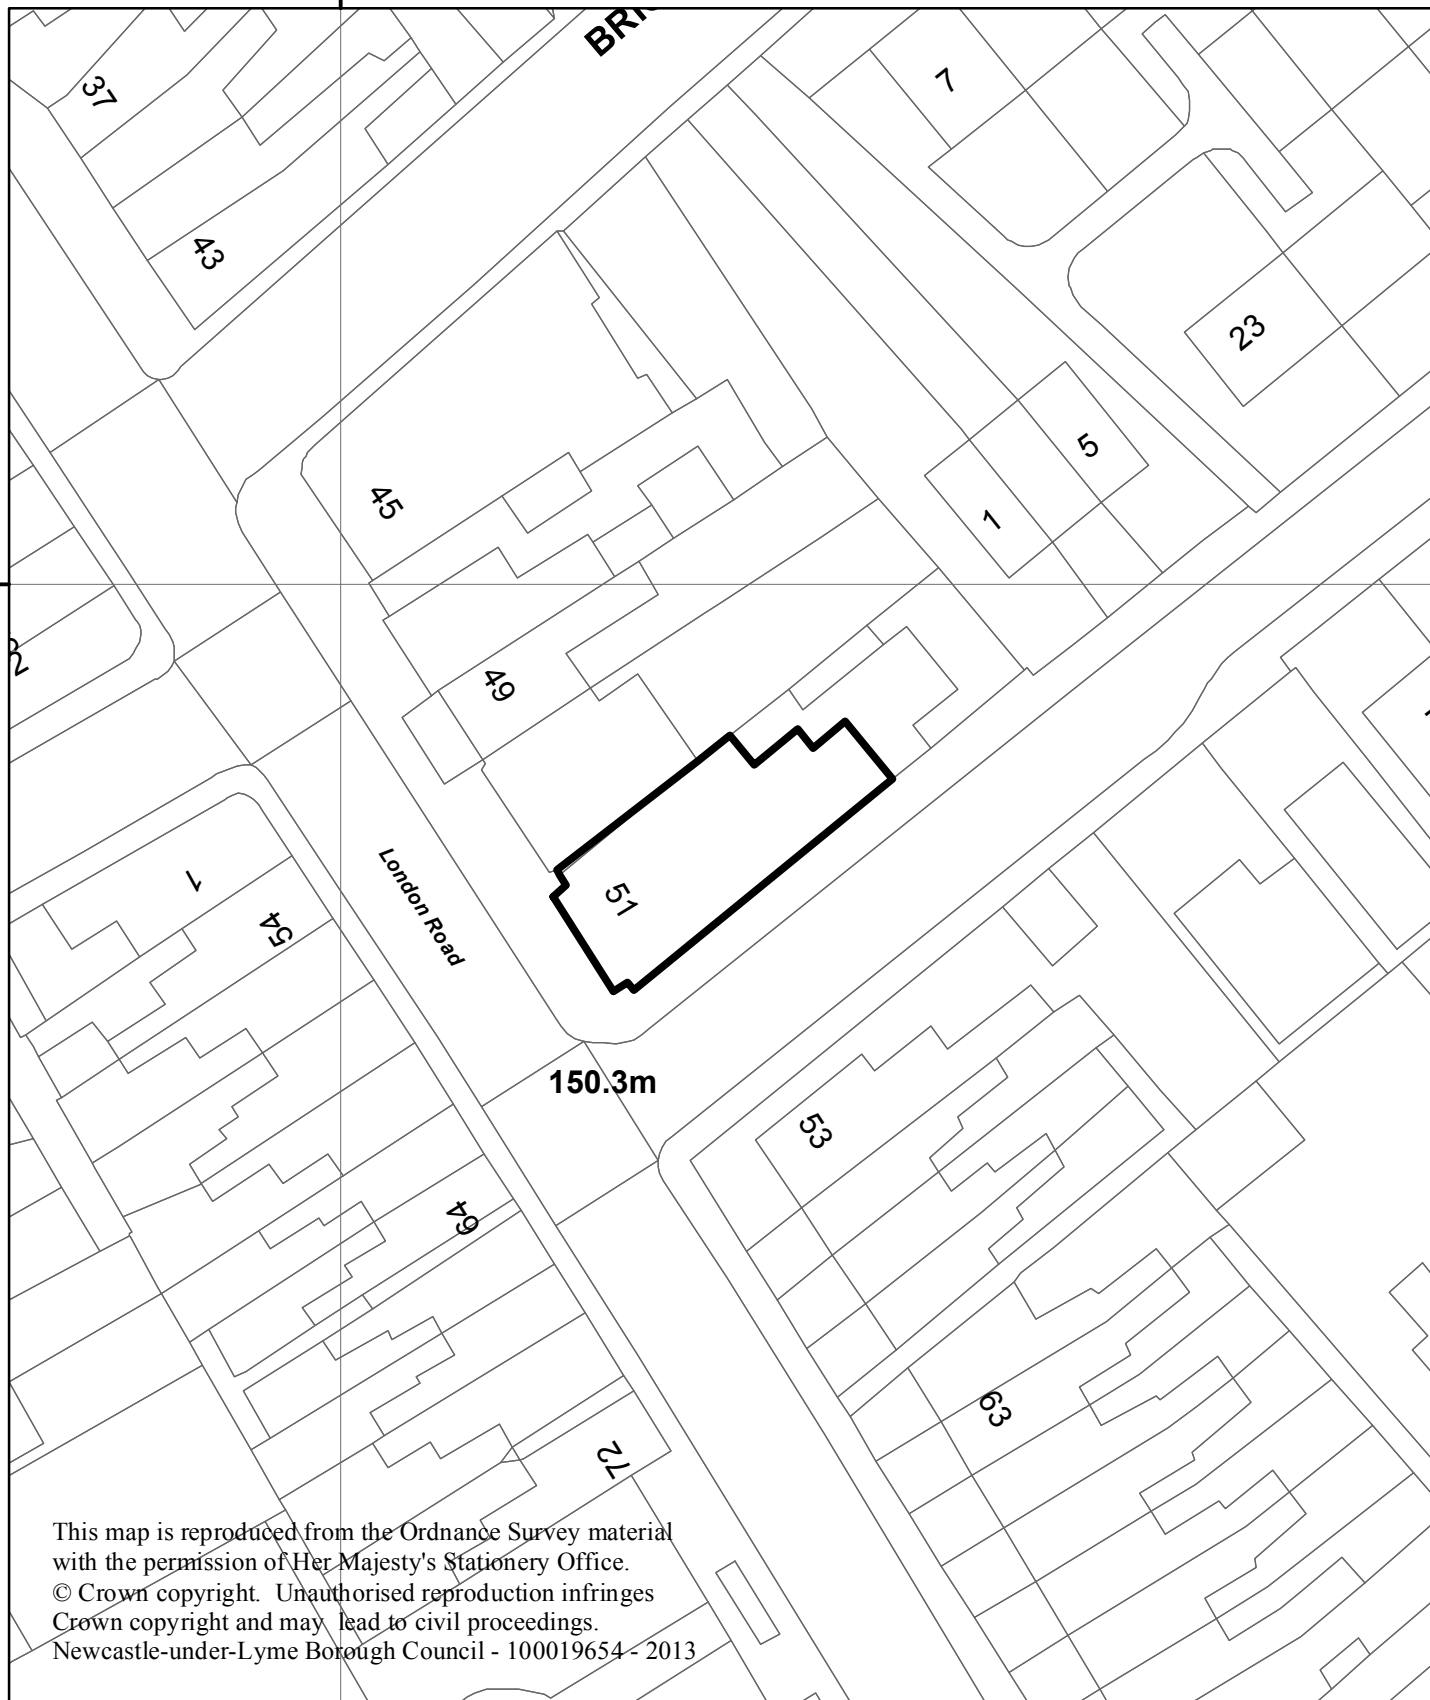 37
7
43
23
45
5
1
49
51
London Road
1
54
150.3m
53
64
63
72
This map is reproduced from the Ordnance Survey material
with the permission of Her Majesty's Stationery Office.
© Crown copyright. Unauthorised reproduction infringes
Crown copyright and may lead to civil proceedings.
Newcastle-under-Lyme Borough Council - 100019654 - 2013